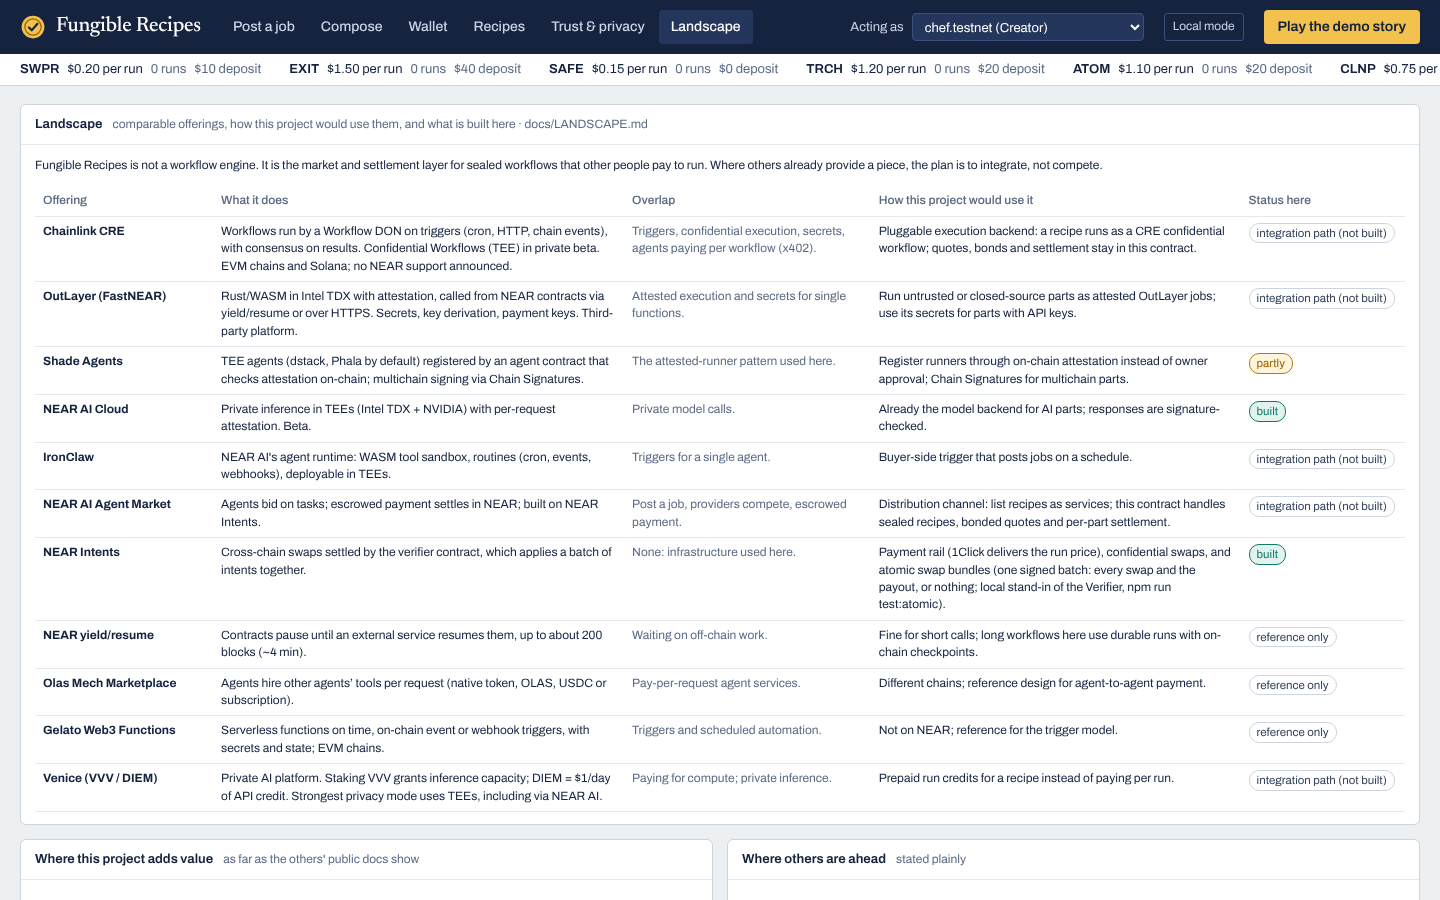 Fungible Recipes Post a job Compose Wallet Recipes Trust & privacy Landscape Acting as chef.testnet (Creator) Local mode Play the demo story
SWPR $0.20 per run 0 runs $10 deposit EXIT $1.50 per run 0 runs $40 deposit SAFE $0.15 per run 0 runs $0 deposit TRCH $1.20 per run 0 runs $20 deposit ATOM $1.10 per run 0 runs $20 deposit CLNP $0.75 per
Landscape comparable offerings, how this project would use them, and what is built here · docs/LANDSCAPE.md
Fungible Recipes is not a workflow engine. It is the market and settlement layer for sealed workflows that other people pay to run. Where others already provide a piece, the plan is to integrate, not compete.
Offering What it does Overlap How this project would use it Status here
Chainlink CRE
Workflows run by a Workflow DON on triggers (cron, HTTP, chain events),
with consensus on results. Confidential Workflows (TEE) in private beta.
EVM chains and Solana; no NEAR support announced.
Triggers, confidential execution, secrets,
agents paying per workflow (x402).
Pluggable execution backend: a recipe runs as a CRE confidential
workflow; quotes, bonds and settlement stay in this contract.
integration path (not built)
OutLayer (FastNEAR)
Rust/WASM in Intel TDX with attestation, called from NEAR contracts via
yield/resume or over HTTPS. Secrets, key derivation, payment keys. Third-
party platform.
Attested execution and secrets for single
functions.
Run untrusted or closed-source parts as attested OutLayer jobs;
use its secrets for parts with API keys.
integration path (not built)
Shade Agents
TEE agents (dstack, Phala by default) registered by an agent contract that
checks attestation on-chain; multichain signing via Chain Signatures.
The attested-runner pattern used here.
Register runners through on-chain attestation instead of owner
approval; Chain Signatures for multichain parts.
partly
NEAR AI Cloud
Private inference in TEEs (Intel TDX + NVIDIA) with per-request
attestation. Beta.
Private model calls.
Already the model backend for AI parts; responses are signature-
checked.
built
IronClaw
NEAR AI's agent runtime: WASM tool sandbox, routines (cron, events,
webhooks), deployable in TEEs.
Triggers for a single agent.
Buyer-side trigger that posts jobs on a schedule.
integration path (not built)
NEAR AI Agent Market
Agents bid on tasks; escrowed payment settles in NEAR; built on NEAR
Intents.
Post a job, providers compete, escrowed
payment.
Distribution channel: list recipes as services; this contract handles
sealed recipes, bonded quotes and per-part settlement.
integration path (not built)
NEAR Intents
Cross-chain swaps settled by the verifier contract, which applies a batch of
intents together.
None: infrastructure used here.
Payment rail (1Click delivers the run price), confidential swaps, and
atomic swap bundles (one signed batch: every swap and the
payout, or nothing; local stand-in of the Verifier, npm run
test:atomic).
built
NEAR yield/resume
Contracts pause until an external service resumes them, up to about 200
blocks (~4 min).
Waiting on off-chain work.
Fine for short calls; long workflows here use durable runs with on-
chain checkpoints.
reference only
Olas Mech Marketplace
Agents hire other agents’ tools per request (native token, OLAS, USDC or
subscription).
Pay-per-request agent services.
Different chains; reference design for agent-to-agent payment.
reference only
Gelato Web3 Functions
Serverless functions on time, on-chain event or webhook triggers, with
secrets and state; EVM chains.
Triggers and scheduled automation.
Not on NEAR; reference for the trigger model.
reference only
Venice (VVV / DIEM)
Private AI platform. Staking VVV grants inference capacity; DIEM = $1/day
of API credit. Strongest privacy mode uses TEEs, including via NEAR AI.
Paying for compute; private inference.
Prepaid run credits for a recipe instead of paying per run.
integration path (not built)
Where this project adds value as far as the others' public docs show
Where others are ahead stated plainly